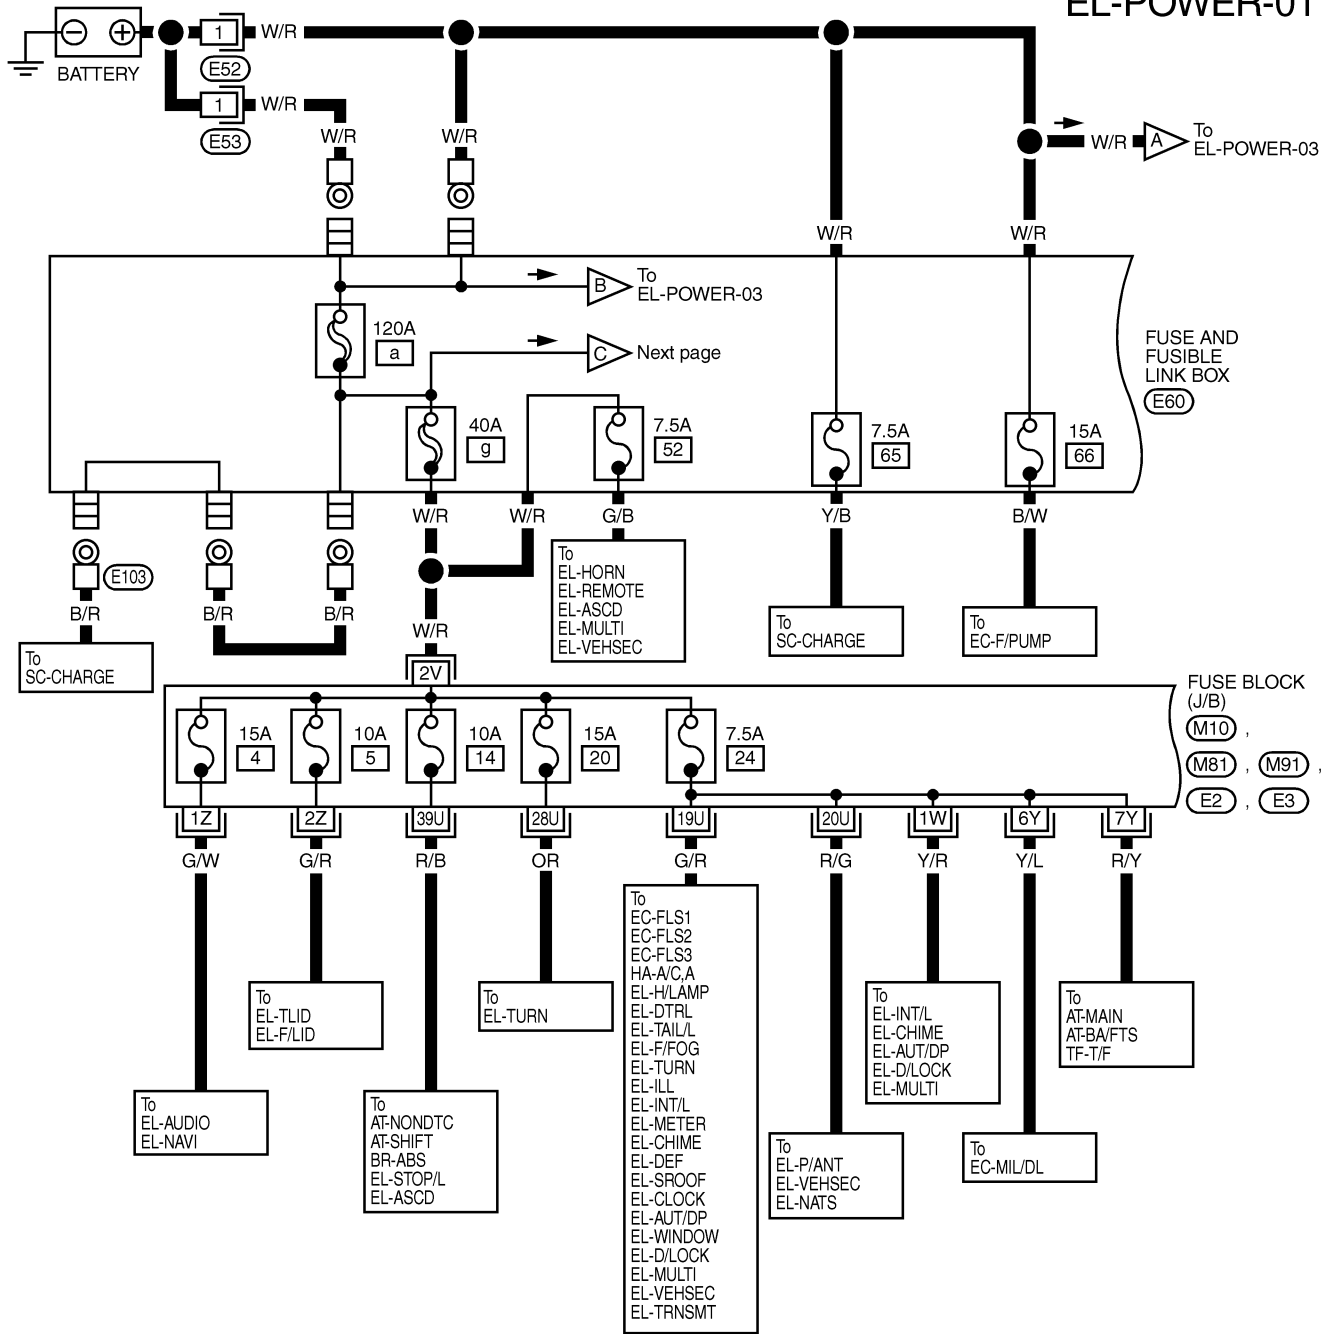 EL-POWER-01
1 W/R
BATTERY
E52
1 W/R
E53
W/R W/R
W/R A To
EL-POWER-03
W/R W/R
B To
EL-POWER-03
120A
a
C Next page
FUSE AND
FUSIBLE
LINK BOX
E60
40A
g
7.5A
52
7.5A
65
15A
66
W/R W/R G/B Y/B B/W
E103
To
EL-HORN
EL-REMOTE
EL-ASCD
EL-MULTI
EL-VEHSEC
B/R B/R B/R
W/R
To
SC-CHARGE
To
EC-F/PUMP
To
SC-CHARGE
2V
FUSE BLOCK
(J/B)
M10 ,
M81 , M91 ,
E2 , E3
15A
4
10A
5
10A
14
15A
20
7.5A
24
1Z 2Z 39U 28U 19U 20U 1W 6Y 7Y
G/W G/R R/B OR G/R R/G Y/R Y/L R/Y
To
EL-AUDIO
EL-NAVI
To
EL-TLID
EL-F/LID
To
AT-NONDTC
AT-SHIFT
BR-ABS
EL-STOP/L
EL-ASCD
To
EL-TURN
To
EC-FLS1
EC-FLS2
EC-FLS3
HA-A/C,A
EL-H/LAMP
EL-DTRL
EL-TAIL/L
EL-F/FOG
EL-TURN
EL-ILL
EL-INT/L
EL-METER
EL-CHIME
EL-DEF
EL-SROOF
EL-CLOCK
EL-AUT/DP
EL-WINDOW
EL-D/LOCK
EL-MULTI
EL-VEHSEC
EL-TRNSMT
To
EL-P/ANT
EL-VEHSEC
EL-NATS
To
EL-INT/L
EL-CHIME
EL-AUT/DP
EL-D/LOCK
EL-MULTI
To
EC-MIL/DL
To
AT-MAIN
AT-BA/FTS
TF-T/F